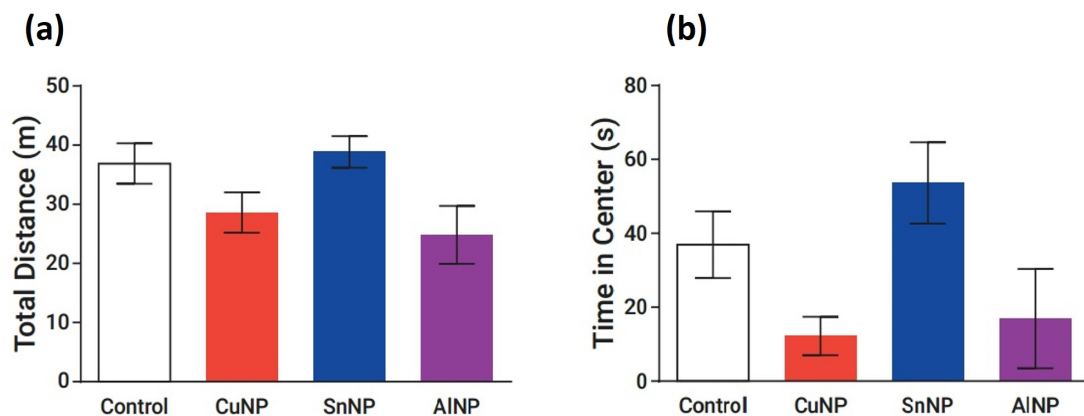 (a)
Total Distance (m)
50
40
30
20
10
0
Control CuNP SnNP AlNP
(b)
Time in Center (s)
80
60
40
20
0
Control CuNP SnNP AlNP